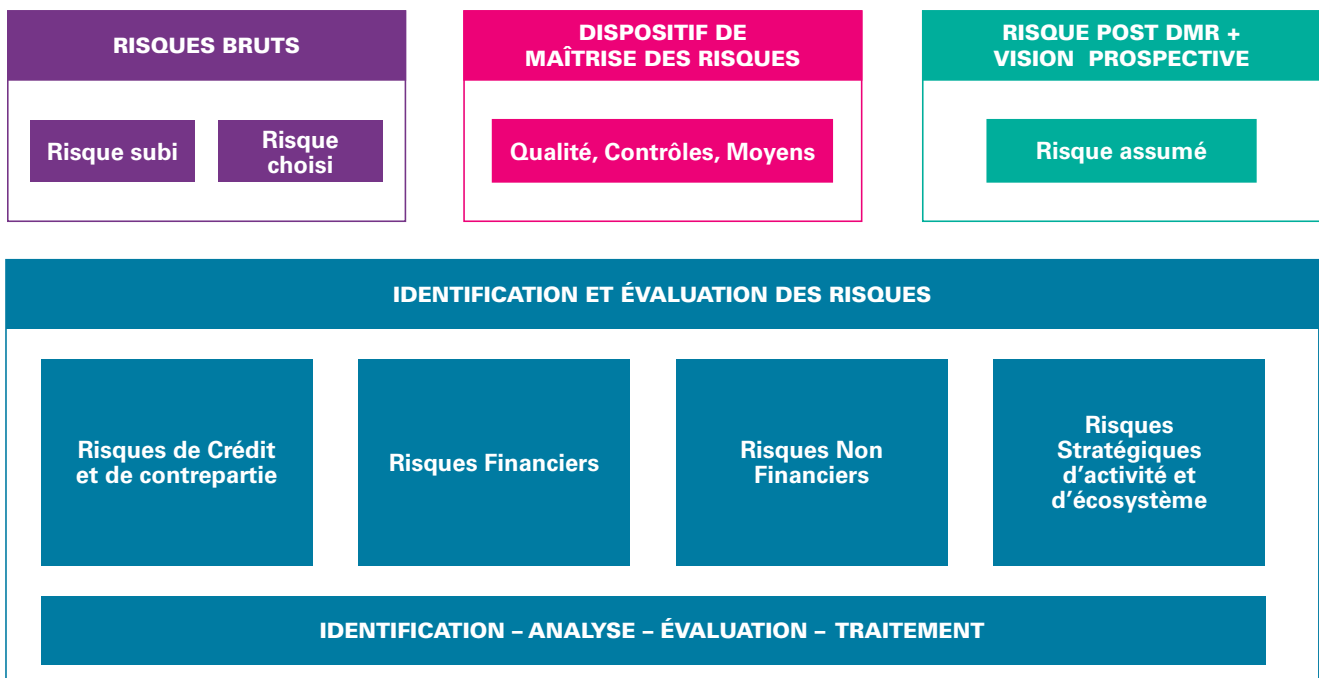 RISQUES BRUTS
Risque subi
Risque
choisi
DISPOSITIF DE
MAÎTRISE DES RISQUES
Qualité, Contrôles, Moyens
RISQUE POST DMR +
VISION PROSPECTIVE
Risque assumé
IDENTIFICATION ET ÉVALUATION DES RISQUES
Risques de Crédit
et de contrepartie
Risques Financiers
Risques Non
Financiers
Risques
Stratégiques
d’activité et
d’écosystème
IDENTIFICATION – ANALYSE – ÉVALUATION – TRAITEMENT